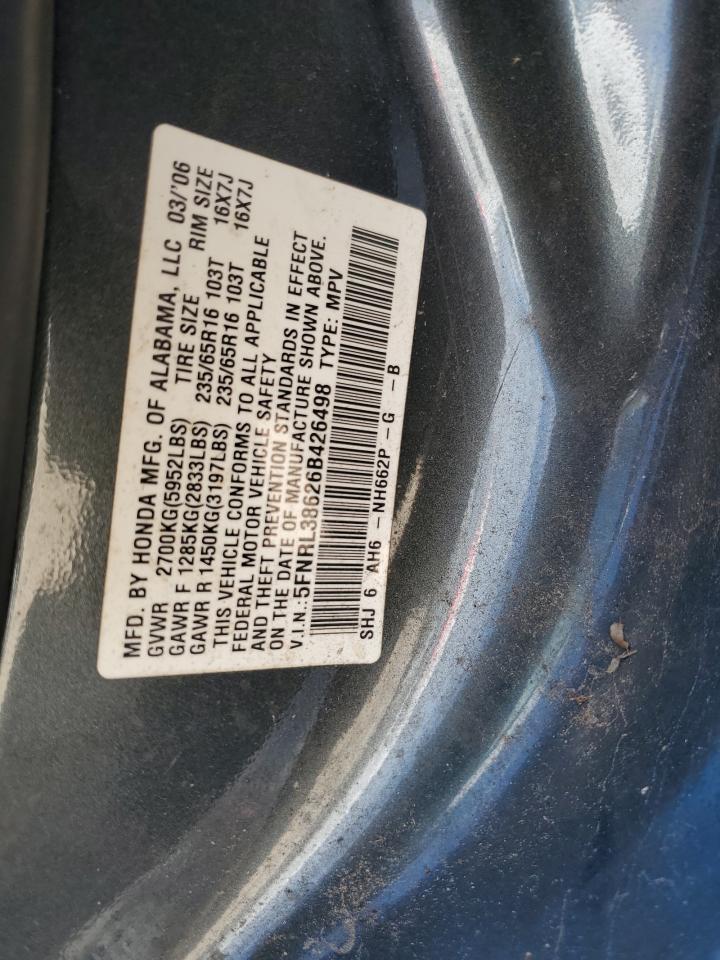 MFD. BY HONDA MFG. OF ALABAMA, LLC 03/'06
GVWR 2700KG(5952LBS) TIRE SIZE RIM SIZE
GAWR F 1285KG(2833LBS) 235/65R16 103T 16X7J
GAWR R 1450KG(3197LBS) 235/65R16 103T 16X7J
THIS VEHICLE CONFORMS TO ALL APPLICABLE
FEDERAL MOTOR VEHICLE SAFETY
AND THEFT PREVENTION STANDARDS IN EFFECT
ON THE DATE OF MANUFACTURE SHOWN ABOVE.
V.I.N.:5FNRL38626B426498 TYPE: MPV
SHJ 6 AH6 -NH662P -G -B